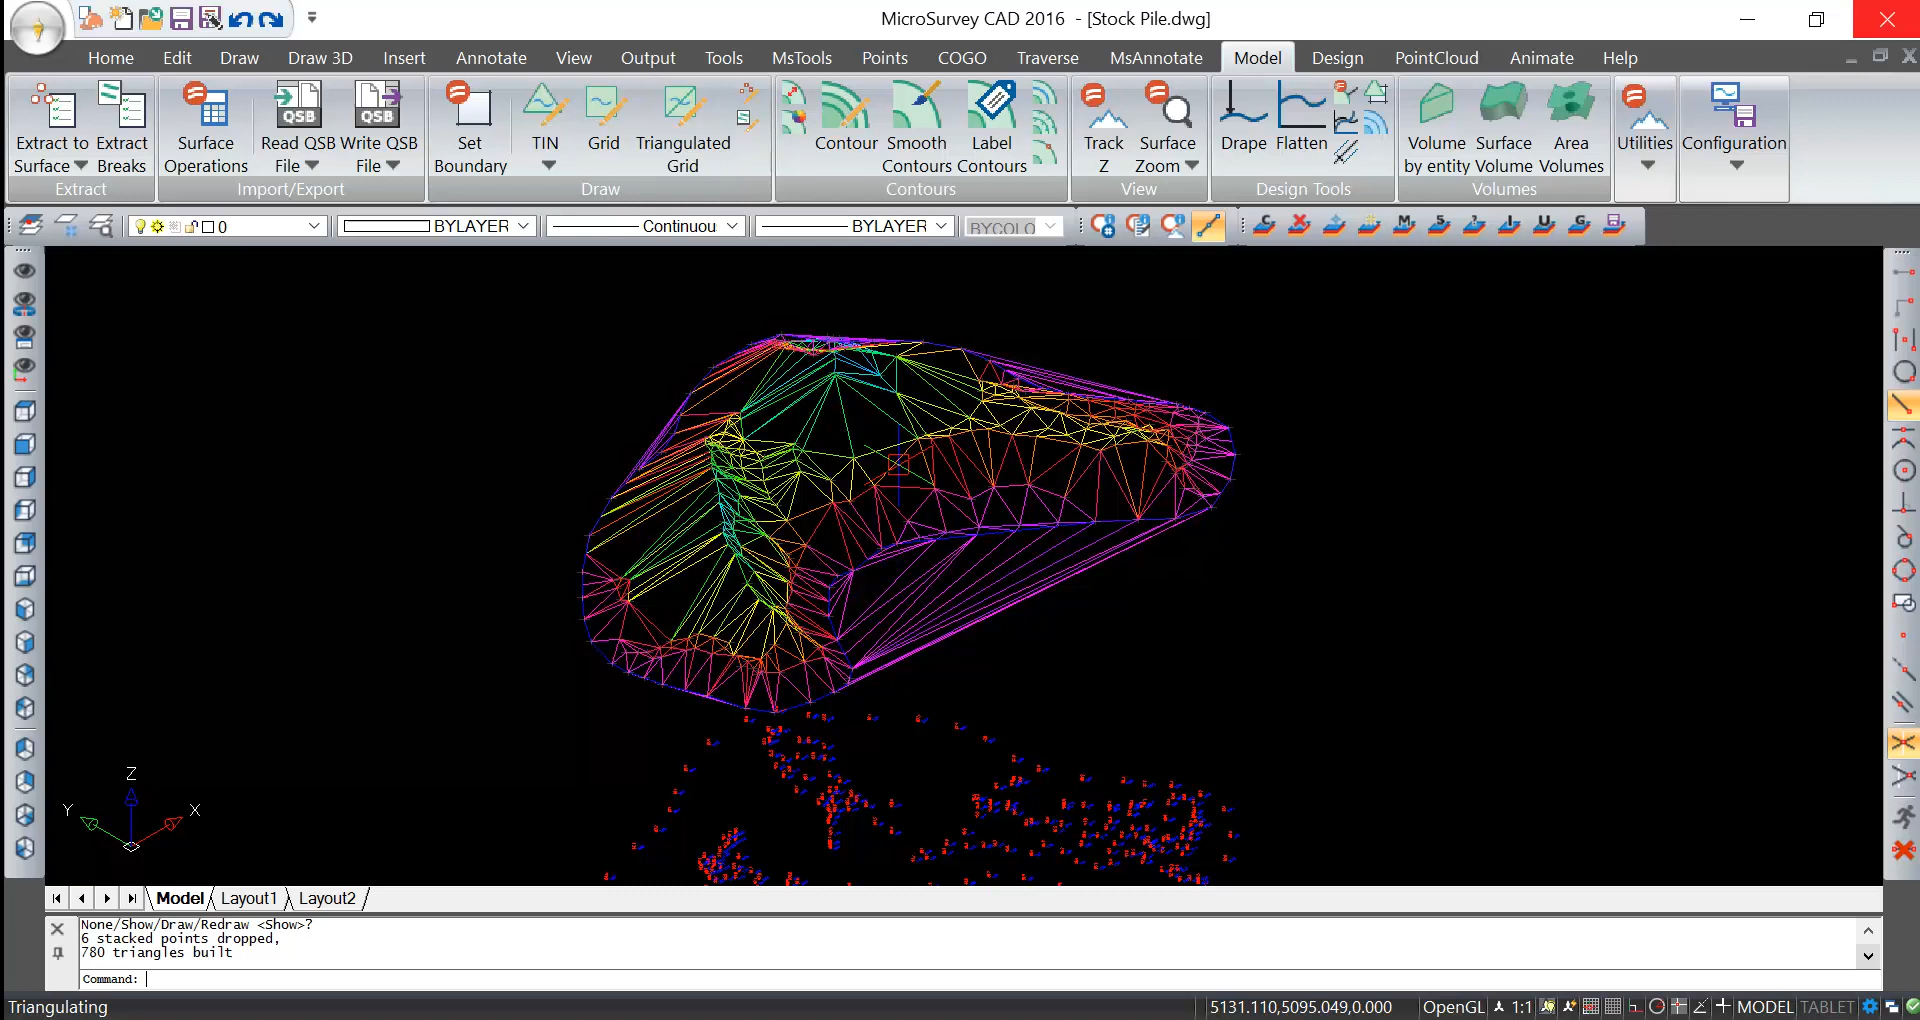 MicroSurvey CAD 2016 - [Stock Pile.dwg]
Home Edit Draw Draw 3D Insert Annotate View Output Tools MsTools Points COGO Traverse MsAnnotate Model Design PointCloud Animate Help
QSB QSB
Extract to Extract Surface Read QSB Write QSB Set TIN Grid Triangulated Contour Smooth Label Track Surface Drape Flatten Volume Surface Area Utilities Configuration
Surface Breaks Operations File File Boundary Grid Contours Contours Z Zoom by entity Volume Volumes
Extract Import/Export Draw Contours View Design Tools Volumes
0 BYLAYER Continuou BYLAYER BYCOLO
Z
Y X
Model Layout1 Layout2
None/Show/Draw/Redraw <Show>?
6 stacked points dropped,
780 triangles built
Command:
Triangulating 5131.110,5095.049,0.000 OpenGL 1:1 MODEL TABLET